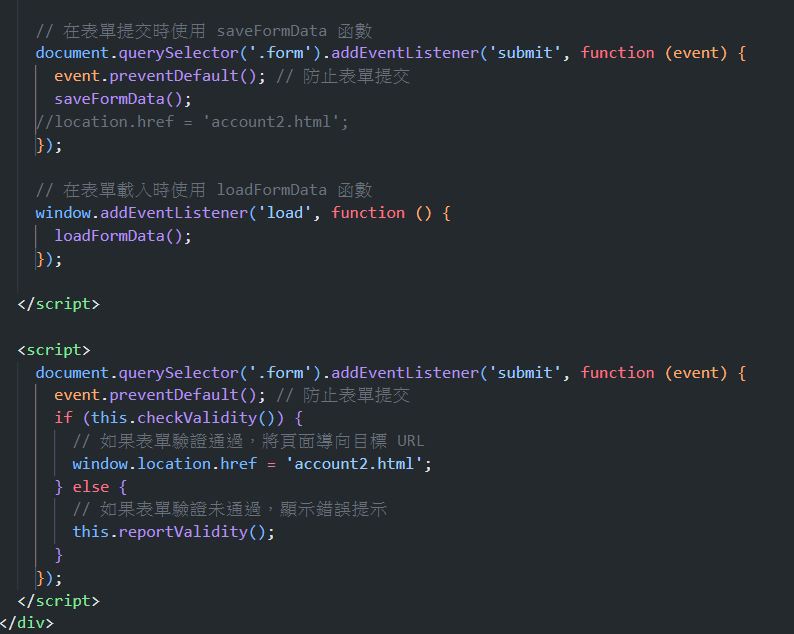 // 在表單提交時使用 saveFormData 函數
document.querySelector('.form').addEventListener('submit', function (event) {
event.preventDefault(); // 防止表單提交
saveFormData();
//location.href = 'account2.html';
});
// 在表單載入時使用 loadFormData 函數
window.addEventListener('load', function () {
loadFormData();
});
</script>
<script>
document.querySelector('.form').addEventListener('submit', function (event) {
event.preventDefault(); // 防止表單提交
if (this.checkValidity()) {
// 如果表單驗證通過，將頁面導向目標 URL
window.location.href = 'account2.html';
} else {
// 如果表單驗證未通過，顯示錯誤提示
this.reportValidity();
}
});
</script>
</div>